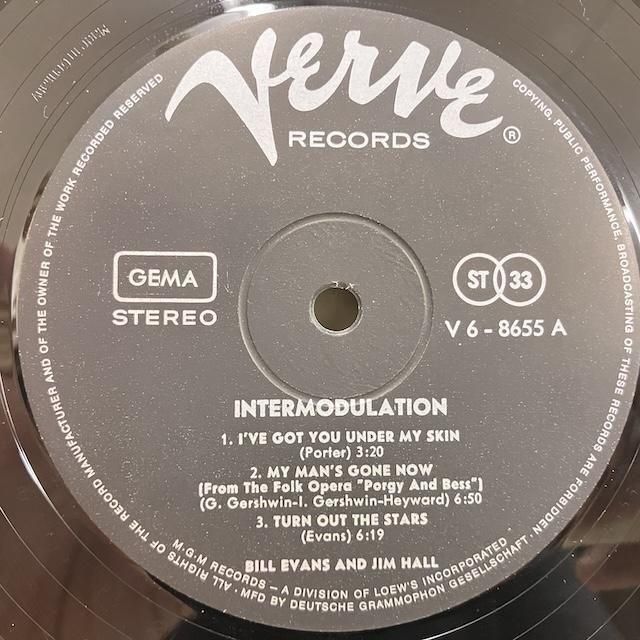 Verve
RECORDS ®
GEMA
STEREO
ST 33
V 6 - 8655 A
INTERMODULATION
1. I'VE GOT YOU UNDER MY SKIN
(Porter) 3:20
2. MY MAN'S GONE NOW
(From The Folk Opera "Porgy And Bess")
(G. Gershwin-I. Gershwin-Heyward) 6:50
3. TURN OUT THE STARS
(Evans) 6:19
BILL EVANS AND JIM HALL
M·G·M RECORDS — A DIVISION OF LOEW'S INCORPORATED
ALL RIGHTS OF THE RECORD MANUFACTURER AND OF THE OWNER OF THE WORK RECORDED RESERVED
COPYING, PUBLIC PERFORMANCE, BROADCASTING OF THESE RECORDS ARE FORBIDDEN · MFD BY DEUTSCHE GRAMMOPHON GESELLSCHAFT ·
Made in Germany